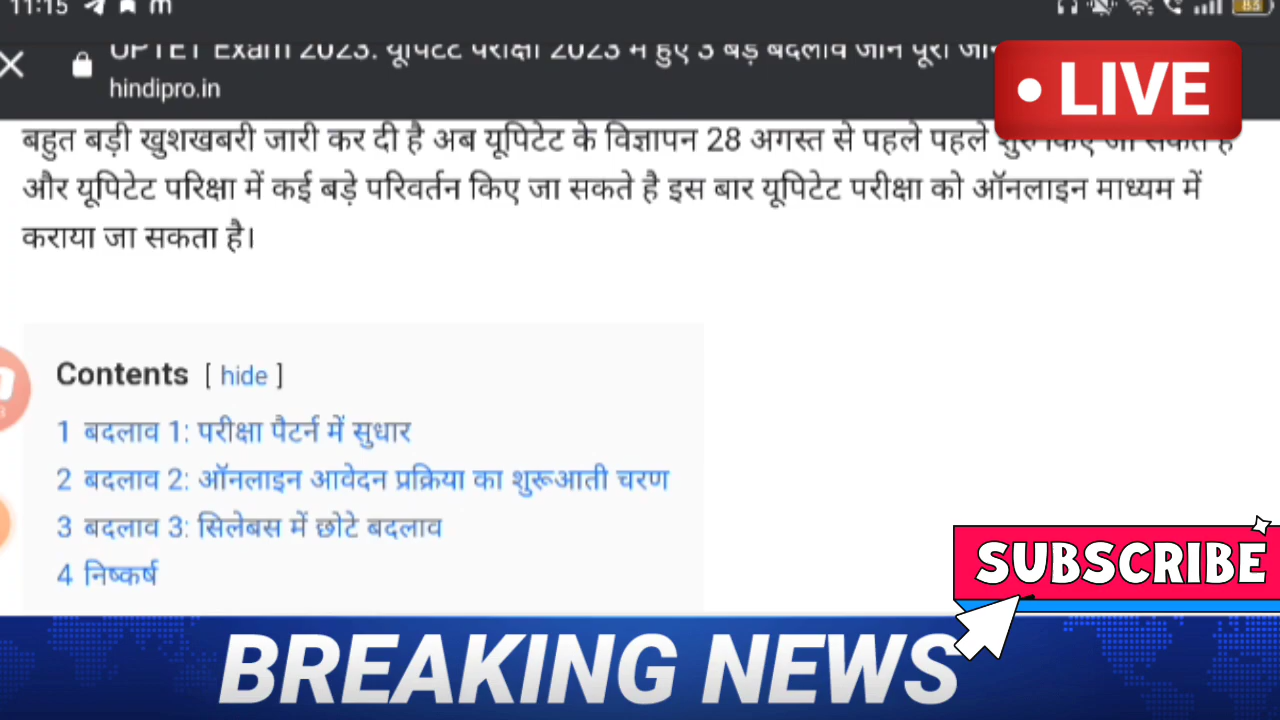 11:15
83
UPTET Exam 2023: यूपिटेट परीक्षा 2023 में हुए 3 बड़े बदलाव जाने पूरी
hindipro.in
LIVE
बहुत बड़ी खुशखबरी जारी कर दी है अब यूपिटेट के विज्ञापन 28 अगस्त से पहले पहले शुरु किए जा सकते है
और यूपिटेट परिक्षा में कई बड़े परिवर्तन किए जा सकते है इस बार यूपिटेट परीक्षा को ऑनलाइन माध्यम में
कराया जा सकता है।
Contents [ hide ]
1 बदलाव 1: परीक्षा पैटर्न में सुधार
2 बदलाव 2: ऑनलाइन आवेदन प्रक्रिया का शुरूआती चरण
3 बदलाव 3: सिलेबस में छोटे बदलाव
4 निष्कर्ष
SUBSCRIBE
BREAKING NEWS